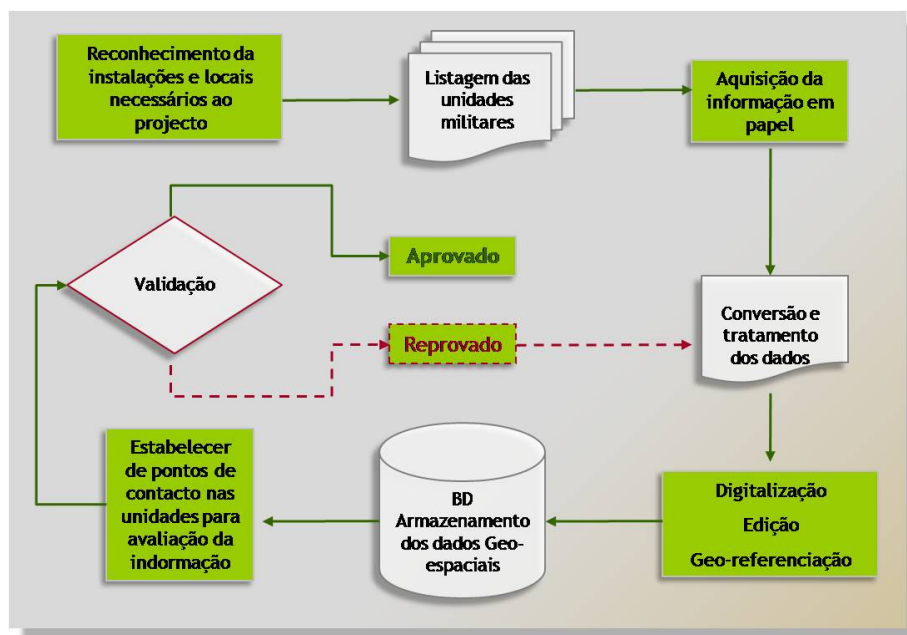 Reconhecimento da
instalações e locais
necessários ao
projecto
Listagem das
unidades
militares
Aquisição da
informação em
papel
Validação
Aprovado
Reprovado
Conversão e
tratamento
dos dados
Estabelecer
de pontos de
contacto nas
unidades para
avaliação da
indormação
BD
Armazenamento
dos dados Geo-
espaciais
Digitalização
Edição
Geo-referenciação